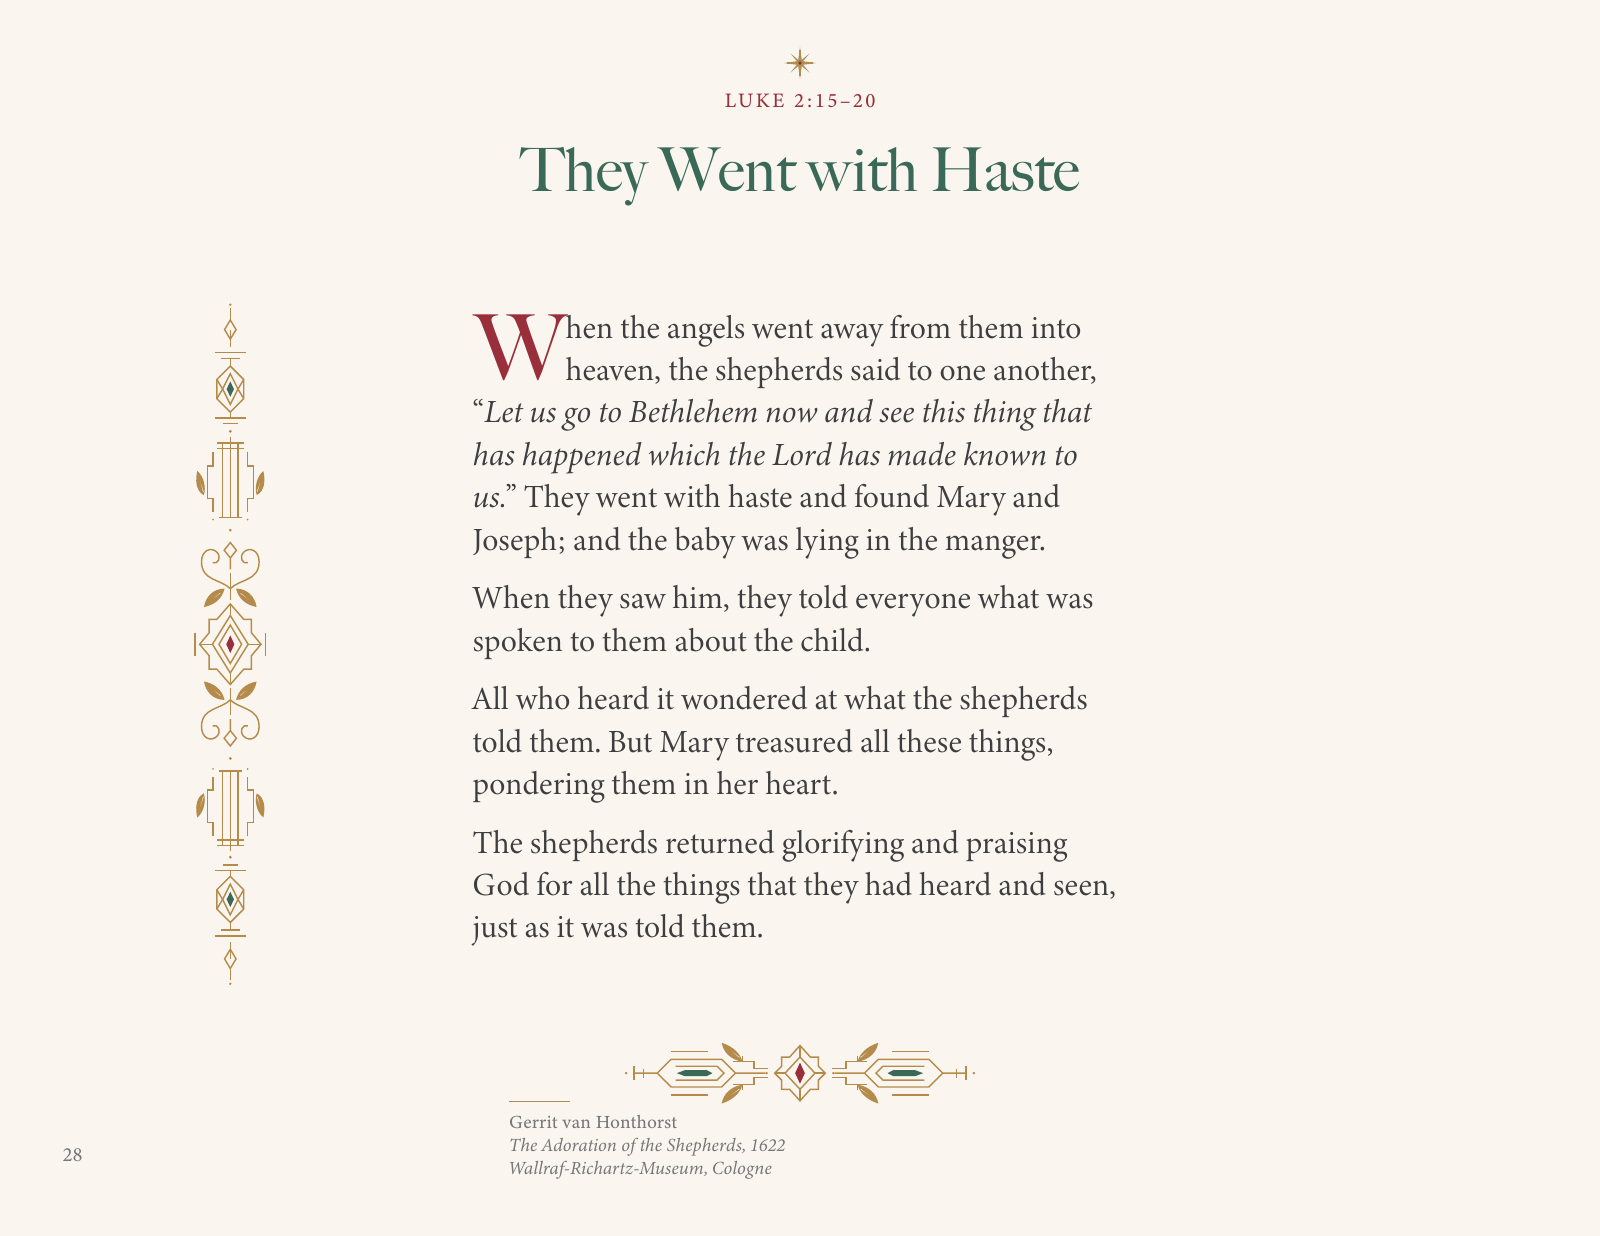 LUKE 2:15–20
They Went with Haste
When the angels went away from them into
heaven, the shepherds said to one another,
“Let us go to Bethlehem now and see this thing that
has happened which the Lord has made known to
us.” They went with haste and found Mary and
Joseph; and the baby was lying in the manger.
When they saw him, they told everyone what was
spoken to them about the child.
All who heard it wondered at what the shepherds
told them. But Mary treasured all these things,
pondering them in her heart.
The shepherds returned glorifying and praising
God for all the things that they had heard and seen,
just as it was told them.
Gerrit van Honthorst
The Adoration of the Shepherds, 1622
Wallraf-Richartz-Museum, Cologne
28